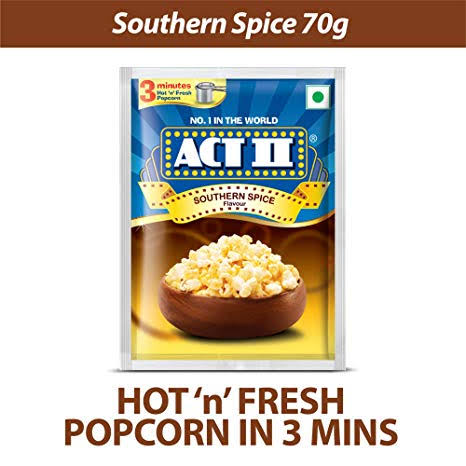 Southern Spice 70g
3 minutes
Hot 'n' Fresh
Popcorn
NO. 1 IN THE WORLD
ACT II ®
SOUTHERN SPICE
Flavour
HOT 'n' FRESH
POPCORN IN 3 MINS